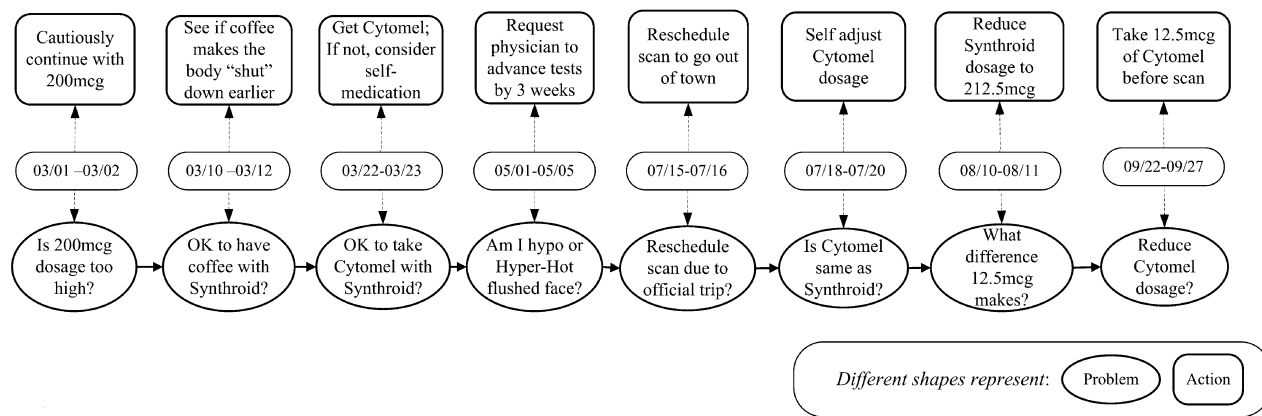 Cautiously
continue with
200mcg
See if coffee
makes the
body “shut”
down earlier
Get Cytomel;
If not, consider
self-
medication
Request
physician to
advance tests
by 3 weeks
Reschedule
scan to go out
of town
Self adjust
Cytomel
dosage
Reduce
Synthroid
dosage to
212.5mcg
Take 12.5mcg
of Cytomel
before scan
03/01 –03/02
03/10 –03/12
03/22-03/23
05/01-05/05
07/15-07/16
07/18-07/20
08/10-08/11
09/22-09/27
Is 200mcg
dosage too
high?
OK to have
coffee with
Synthroid?
OK to take
Cytomel with
Synthroid?
Am I hypo or
Hyper-Hot
flushed face?
Reschedule
scan due to
official trip?
Is Cytomel
same as
Synthroid?
What
difference
12.5mcg
makes?
Reduce
Cytomel
dosage?
Different shapes represent: Problem Action